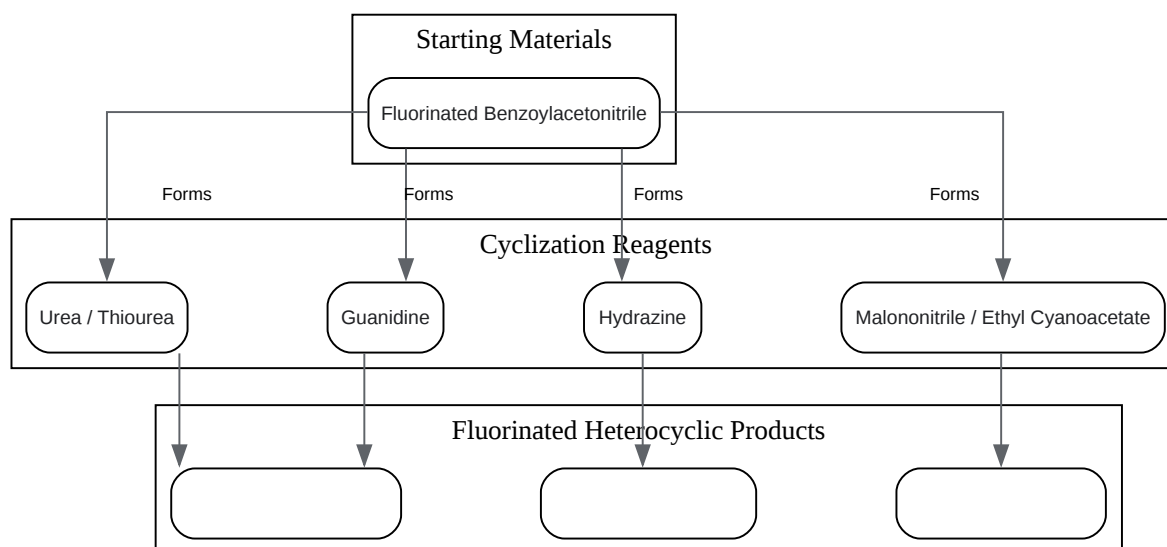 Starting Materials
Fluorinated Benzoylacetonitrile
Forms
Forms
Forms
Forms
Cyclization Reagents
Urea / Thiourea
Guanidine
Hydrazine
Malononitrile / Ethyl Cyanoacetate
Fluorinated Heterocyclic Products